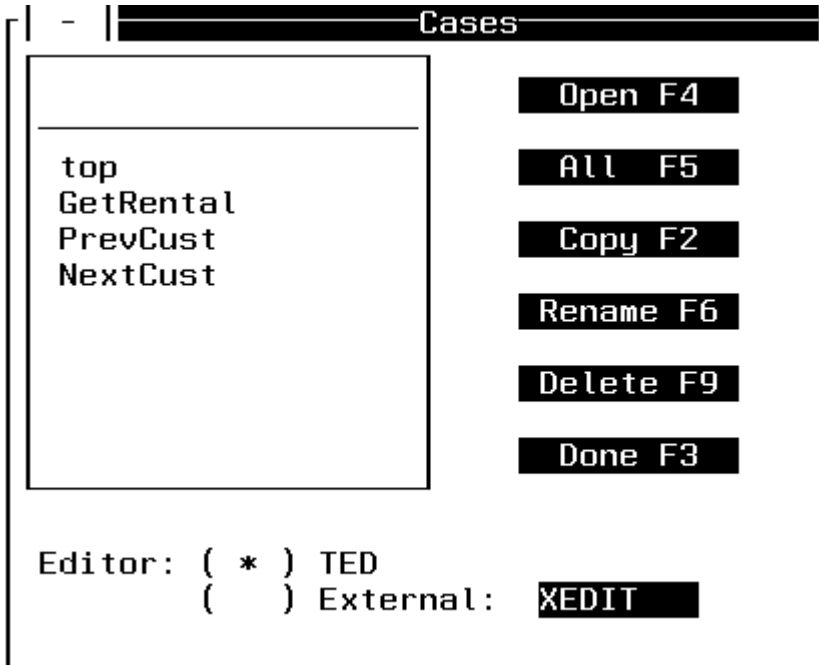 - Cases
Open F4
top All F5
GetRental
PrevCust Copy F2
NextCust
Rename F6
Delete F9
Done F3
Editor: ( * ) TED
( ) External: XEDIT